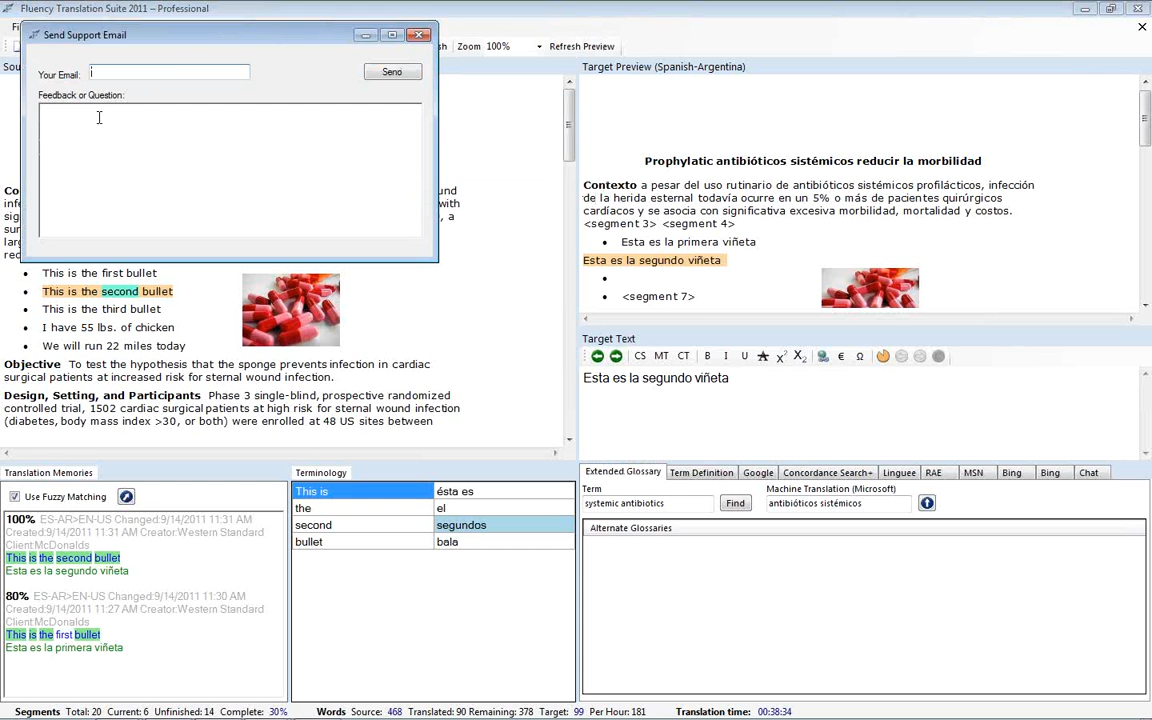 Fluency Translation Suite 2011 – Professional
Send Support Email
Your Email:
Send
Feedback or Question:
Zoom 100% Refresh Preview
This is the first bullet
This is the second bullet
This is the third bullet
I have 55 lbs. of chicken
We will run 22 miles today
Objective To test the hypothesis that the sponge prevents infection in cardiac
surgical patients at increased risk for sternal wound infection.
Design, Setting, and Participants Phase 3 single-blind, prospective randomized
controlled trial, 1502 cardiac surgical patients at high risk for sternal wound infection
(diabetes, body mass index >30, or both) were enrolled at 48 US sites between
Target Preview (Spanish-Argentina)
Prophylatic antibióticos sistémicos reducir la morbilidad
Contexto a pesar del uso rutinario de antibióticos sistémicos profilácticos, infección
de la herida esternal todavía ocurre en un 5% o más de pacientes quirúrgicos
cardíacos y se asocia con significativa excesiva morbilidad, mortalidad y costos.
<segment 3> <segment 4>
Esta es la primera viñeta
Esta es la segundo viñeta
<segment 7>
Target Text
CS MT CT B I U A X² X₂ € Ω
Esta es la segundo viñeta
Translation Memories
Use Fuzzy Matching
100% ES-AR>EN-US Changed:9/14/2011 11:31 AM
Created:9/14/2011 11:31 AM Creator:Western Standard
Client:McDonalds
This is the second bullet
Esta es la segundo viñeta
80% ES-AR>EN-US Changed:9/14/2011 11:30 AM
Created:9/14/2011 11:27 AM Creator:Western Standard
Client:McDonalds
This is the first bullet
Esta es la primera viñeta
Terminology
This is ésta es
the el
second segundos
bullet bala
Extended Glossary Term Definition Google Concordance Search+ Linguee RAE MSN Bing Bing Chat
Term Machine Translation (Microsoft)
systemic antibiotics Find antibióticos sistémicos
Alternate Glossaries
Segments Total: 20 Current: 6 Unfinished: 14 Complete: 30% Words Source: 468 Translated: 90 Remaining: 378 Target: 99 Per Hour: 181 Translation time: 00:38:34